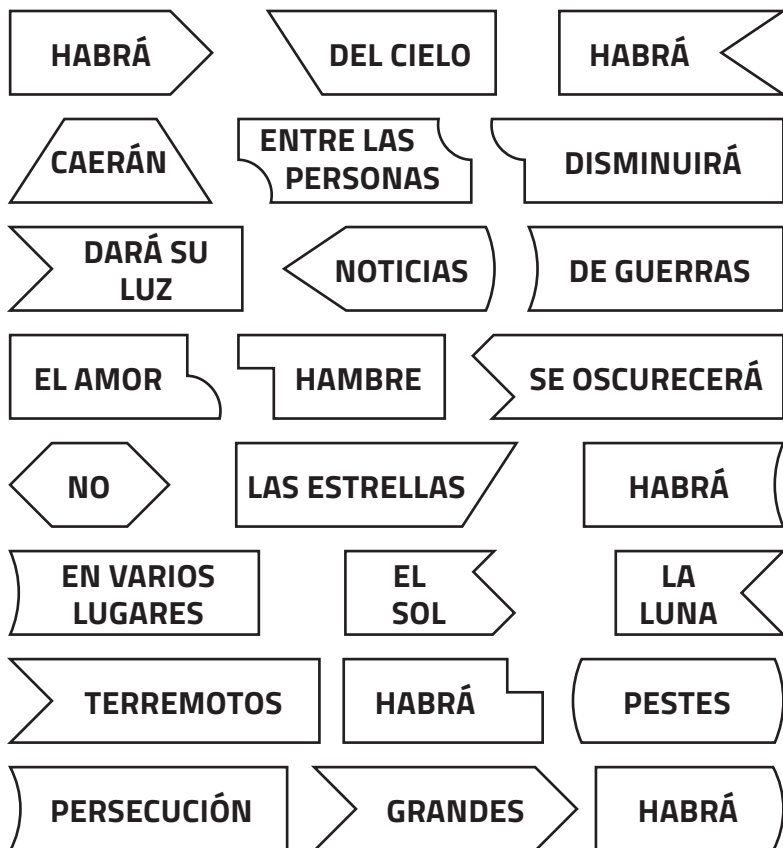 HABRÁ
DEL CIELO
HABRÁ
CAERÁN
ENTRE LAS
PERSONAS
DISMINUIRÁ
DARÁ SU
LUZ
NOTICIAS
DE GUERRAS
EL AMOR
HAMBRE
SE OSCURECERÁ
NO
LAS ESTRELLAS
HABRÁ
EN VARIOS
LUGARES
EL
SOL
LA
LUNA
TERREMOTOS
HABRÁ
PESTES
PERSECUCIÓN
GRANDES
HABRÁ